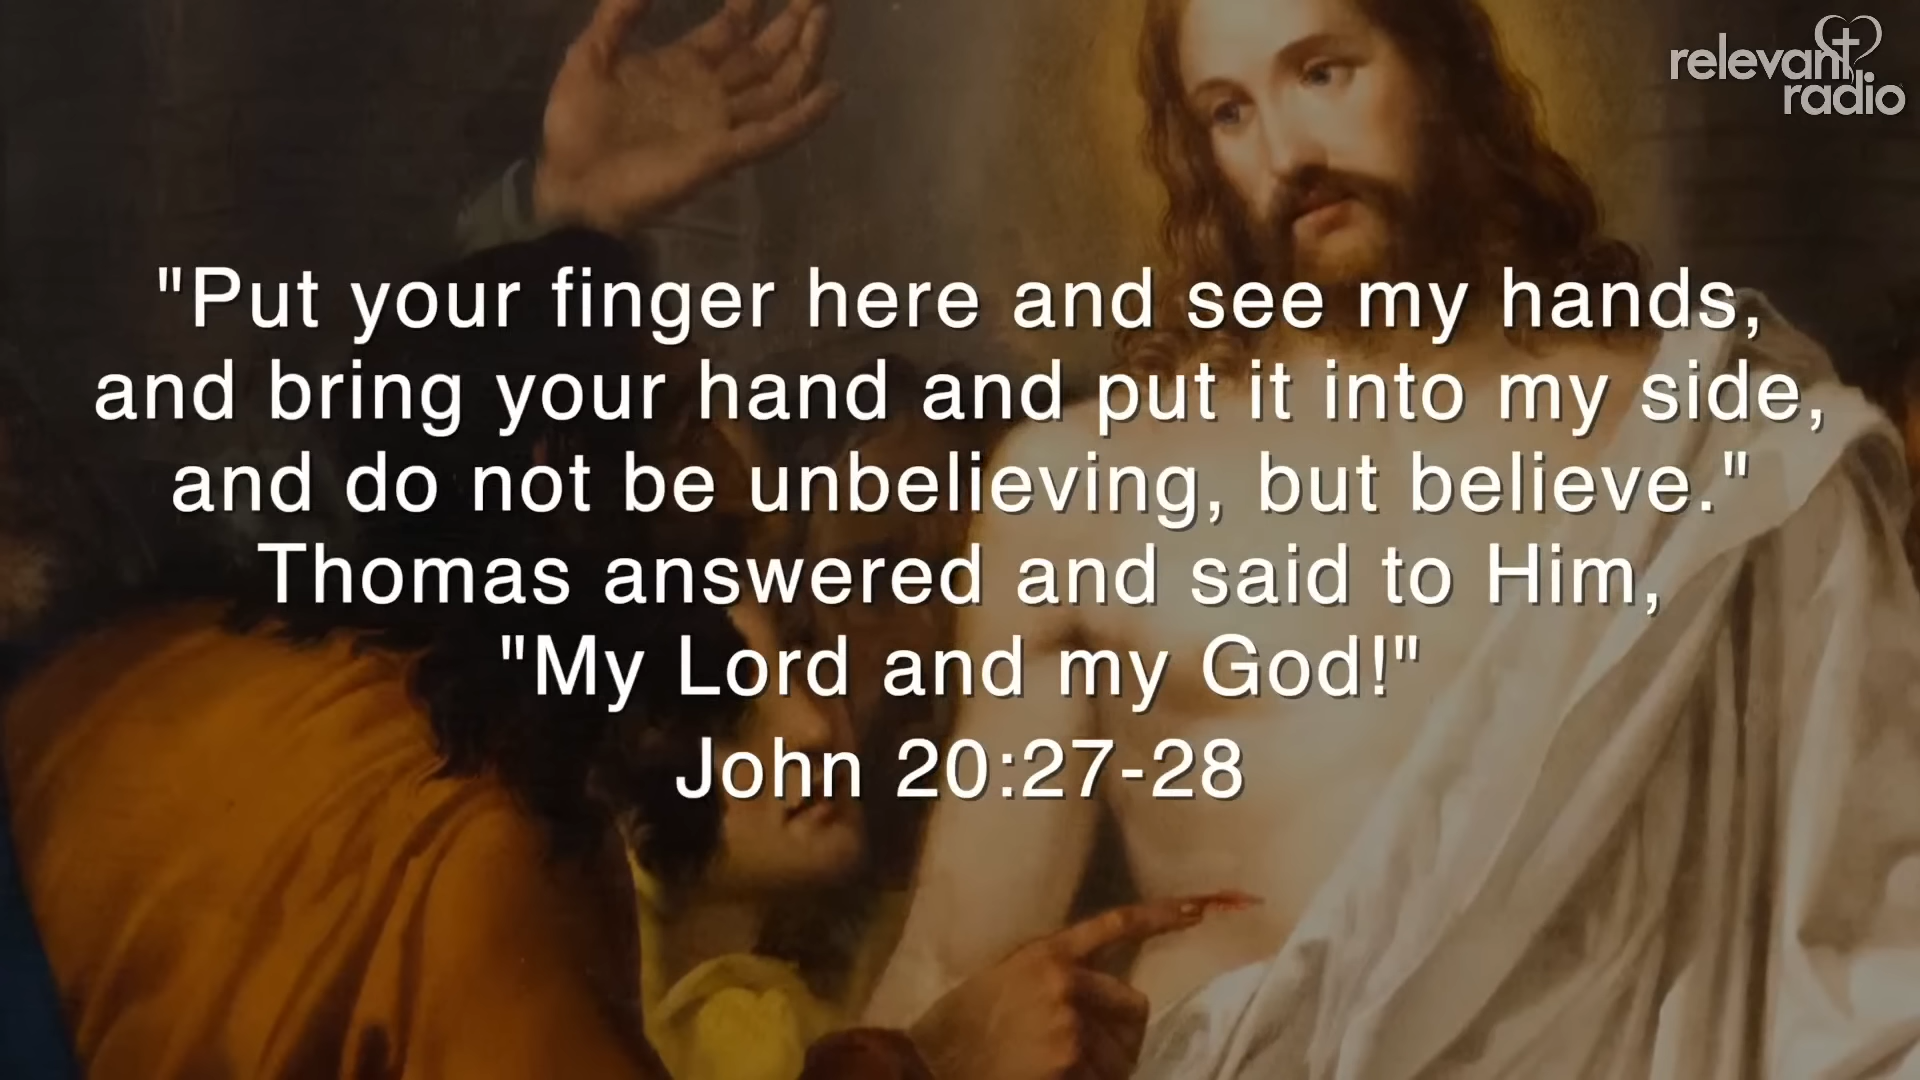 relevant
radio
"Put your finger here and see my hands,
and bring your hand and put it into my side,
and do not be unbelieving, but believe."
Thomas answered and said to Him,
"My Lord and my God!"
John 20:27-28